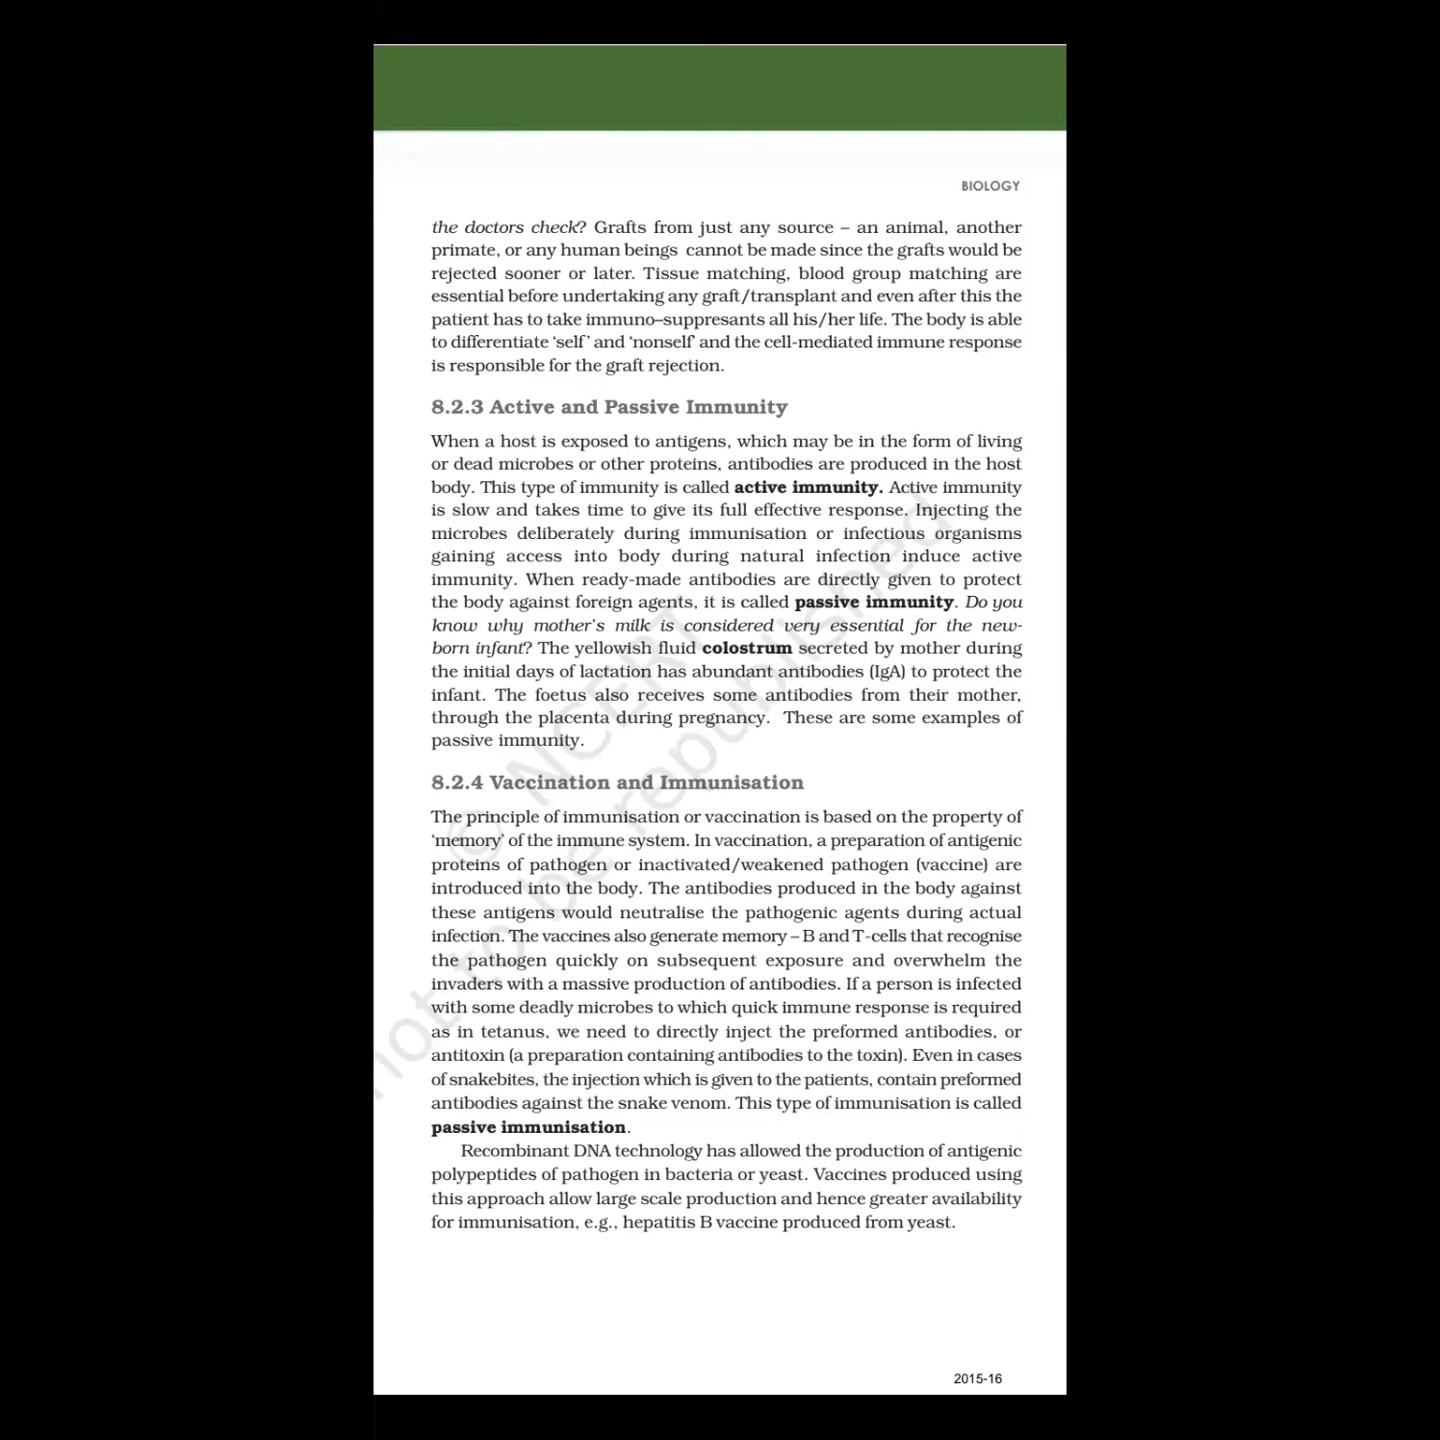 BIOLOGY
the doctors check? Grafts from just any source – an animal, another
primate, or any human beings cannot be made since the grafts would be
rejected sooner or later. Tissue matching, blood group matching are
essential before undertaking any graft/transplant and even after this the
patient has to take immuno–suppresants all his/her life. The body is able
to differentiate ‘self’ and ‘nonself’ and the cell-mediated immune response
is responsible for the graft rejection.
8.2.3 Active and Passive Immunity
When a host is exposed to antigens, which may be in the form of living
or dead microbes or other proteins, antibodies are produced in the host
body. This type of immunity is called active immunity. Active immunity
is slow and takes time to give its full effective response. Injecting the
microbes deliberately during immunisation or infectious organisms
gaining access into body during natural infection induce active
immunity. When ready-made antibodies are directly given to protect
the body against foreign agents, it is called passive immunity. Do you
know why mother's milk is considered very essential for the new-
born infant? The yellowish fluid colostrum secreted by mother during
the initial days of lactation has abundant antibodies (IgA) to protect the
infant. The foetus also receives some antibodies from their mother,
through the placenta during pregnancy. These are some examples of
passive immunity.
8.2.4 Vaccination and Immunisation
The principle of immunisation or vaccination is based on the property of
‘memory’ of the immune system. In vaccination, a preparation of antigenic
proteins of pathogen or inactivated/weakened pathogen (vaccine) are
introduced into the body. The antibodies produced in the body against
these antigens would neutralise the pathogenic agents during actual
infection. The vaccines also generate memory – B and T-cells that recognise
the pathogen quickly on subsequent exposure and overwhelm the
invaders with a massive production of antibodies. If a person is infected
with some deadly microbes to which quick immune response is required
as in tetanus, we need to directly inject the preformed antibodies, or
antitoxin (a preparation containing antibodies to the toxin). Even in cases
of snakebites, the injection which is given to the patients, contain preformed
antibodies against the snake venom. This type of immunisation is called
passive immunisation.
Recombinant DNA technology has allowed the production of antigenic
polypeptides of pathogen in bacteria or yeast. Vaccines produced using
this approach allow large scale production and hence greater availability
for immunisation, e.g., hepatitis B vaccine produced from yeast.
© NCERT
not to be republished
2015-16